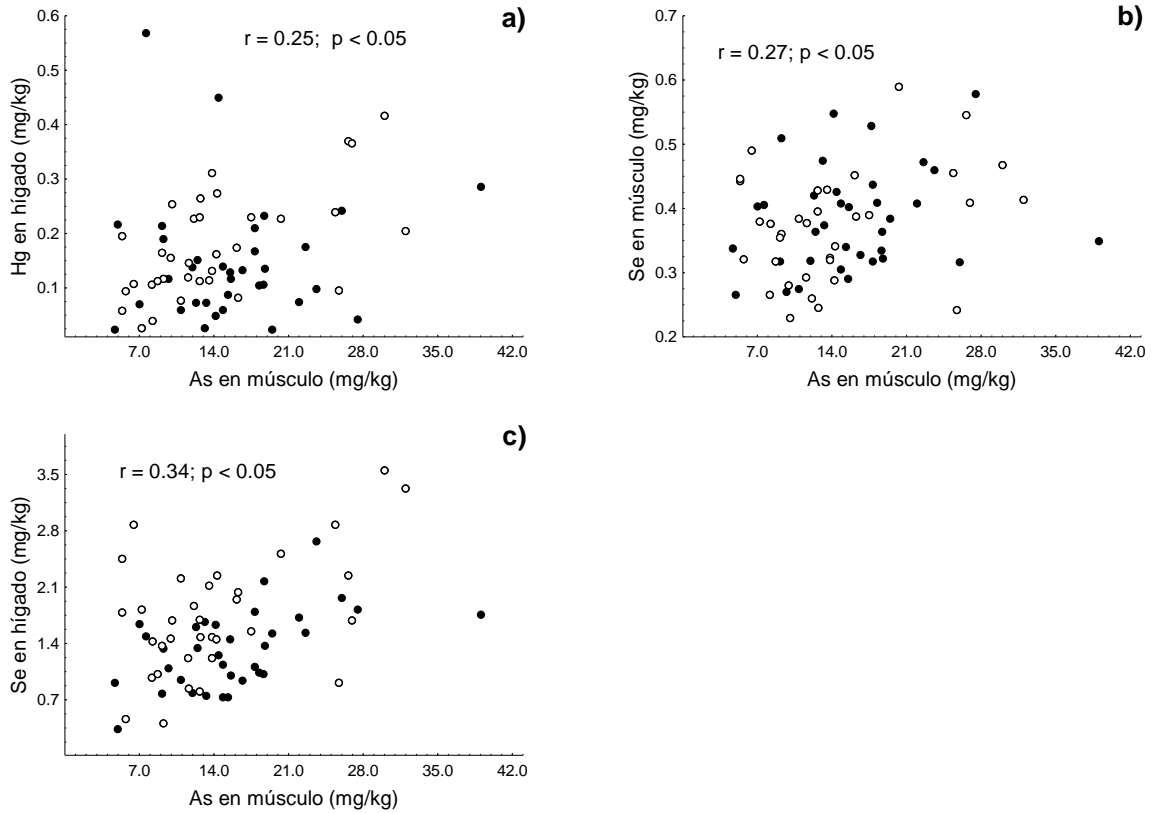 a)
r = 0.25; p < 0.05
Hg en hígado (mg/kg)
0.6
0.5
0.4
0.3
0.2
0.1
7.0 14.0 21.0 28.0 35.0 42.0
As en músculo (mg/kg)
b)
r = 0.27; p < 0.05
Se en músculo (mg/kg)
0.7
0.6
0.5
0.4
0.3
0.2
7.0 14.0 21.0 28.0 35.0 42.0
As en músculo (mg/kg)
c)
r = 0.34; p < 0.05
Se en hígado (mg/kg)
3.5
2.8
2.1
1.4
0.7
7.0 14.0 21.0 28.0 35.0 42.0
As en músculo (mg/kg)